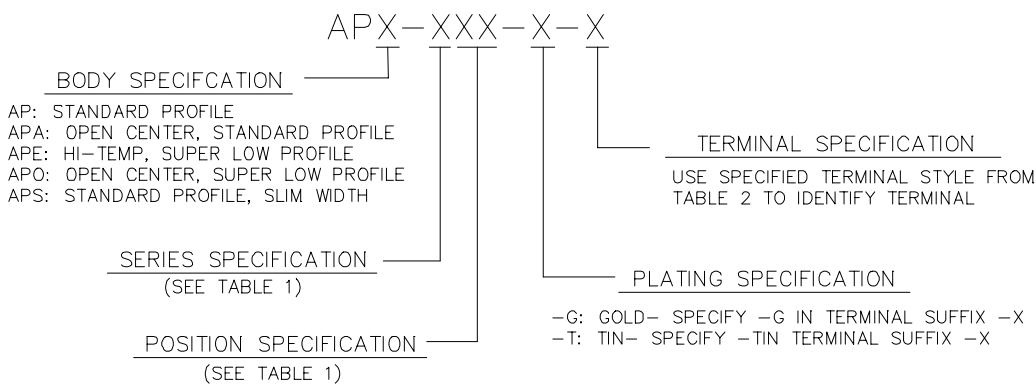 APX-XXX-X-X
BODY SPECIFCATION
AP: STANDARD PROFILE
APA: OPEN CENTER, STANDARD PROFILE
APE: HI-TEMP, SUPER LOW PROFILE
APO: OPEN CENTER, SUPER LOW PROFILE
APS: STANDARD PROFILE, SLIM WIDTH
TERMINAL SPECIFICATION
USE SPECIFIED TERMINAL STYLE FROM
TABLE 2 TO IDENTIFY TERMINAL
SERIES SPECIFICATION
(SEE TABLE 1)
PLATING SPECIFICATION
-G: GOLD- SPECIFY -G IN TERMINAL SUFFIX -X
-T: TIN- SPECIFY -TIN TERMINAL SUFFIX -X
POSITION SPECIFICATION
(SEE TABLE 1)